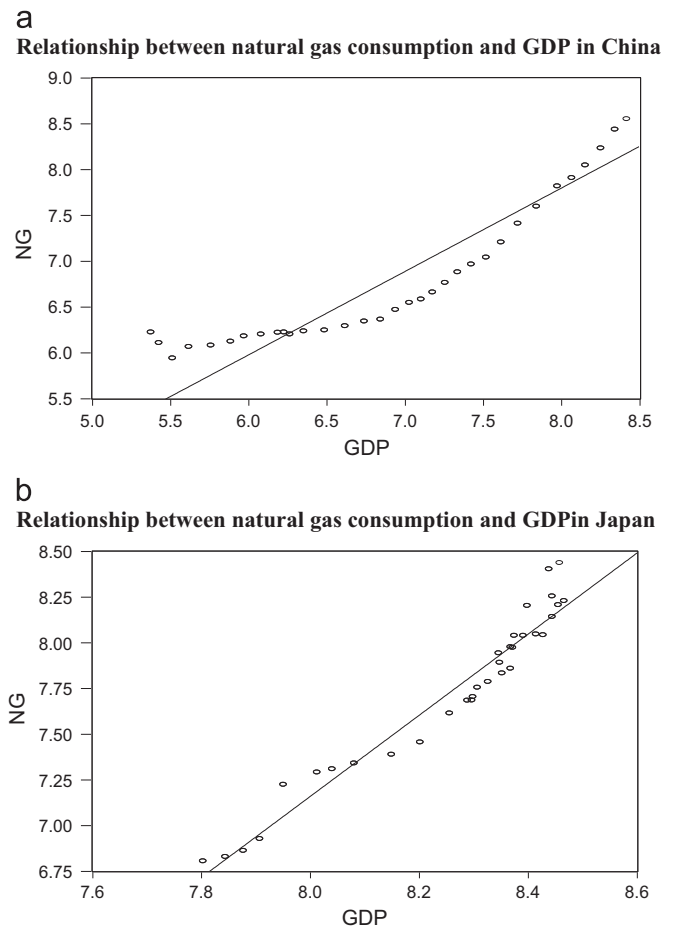 a
Relationship between natural gas consumption and GDP in China
9.0
8.5
8.0
7.5
7.0
6.5
6.0
5.5
NG
5.0 5.5 6.0 6.5 7.0 7.5 8.0 8.5
GDP
b
Relationship between natural gas consumption and GDPin Japan
8.50
8.25
8.00
7.75
7.50
7.25
7.00
6.75
NG
7.6 7.8 8.0 8.2 8.4 8.6
GDP